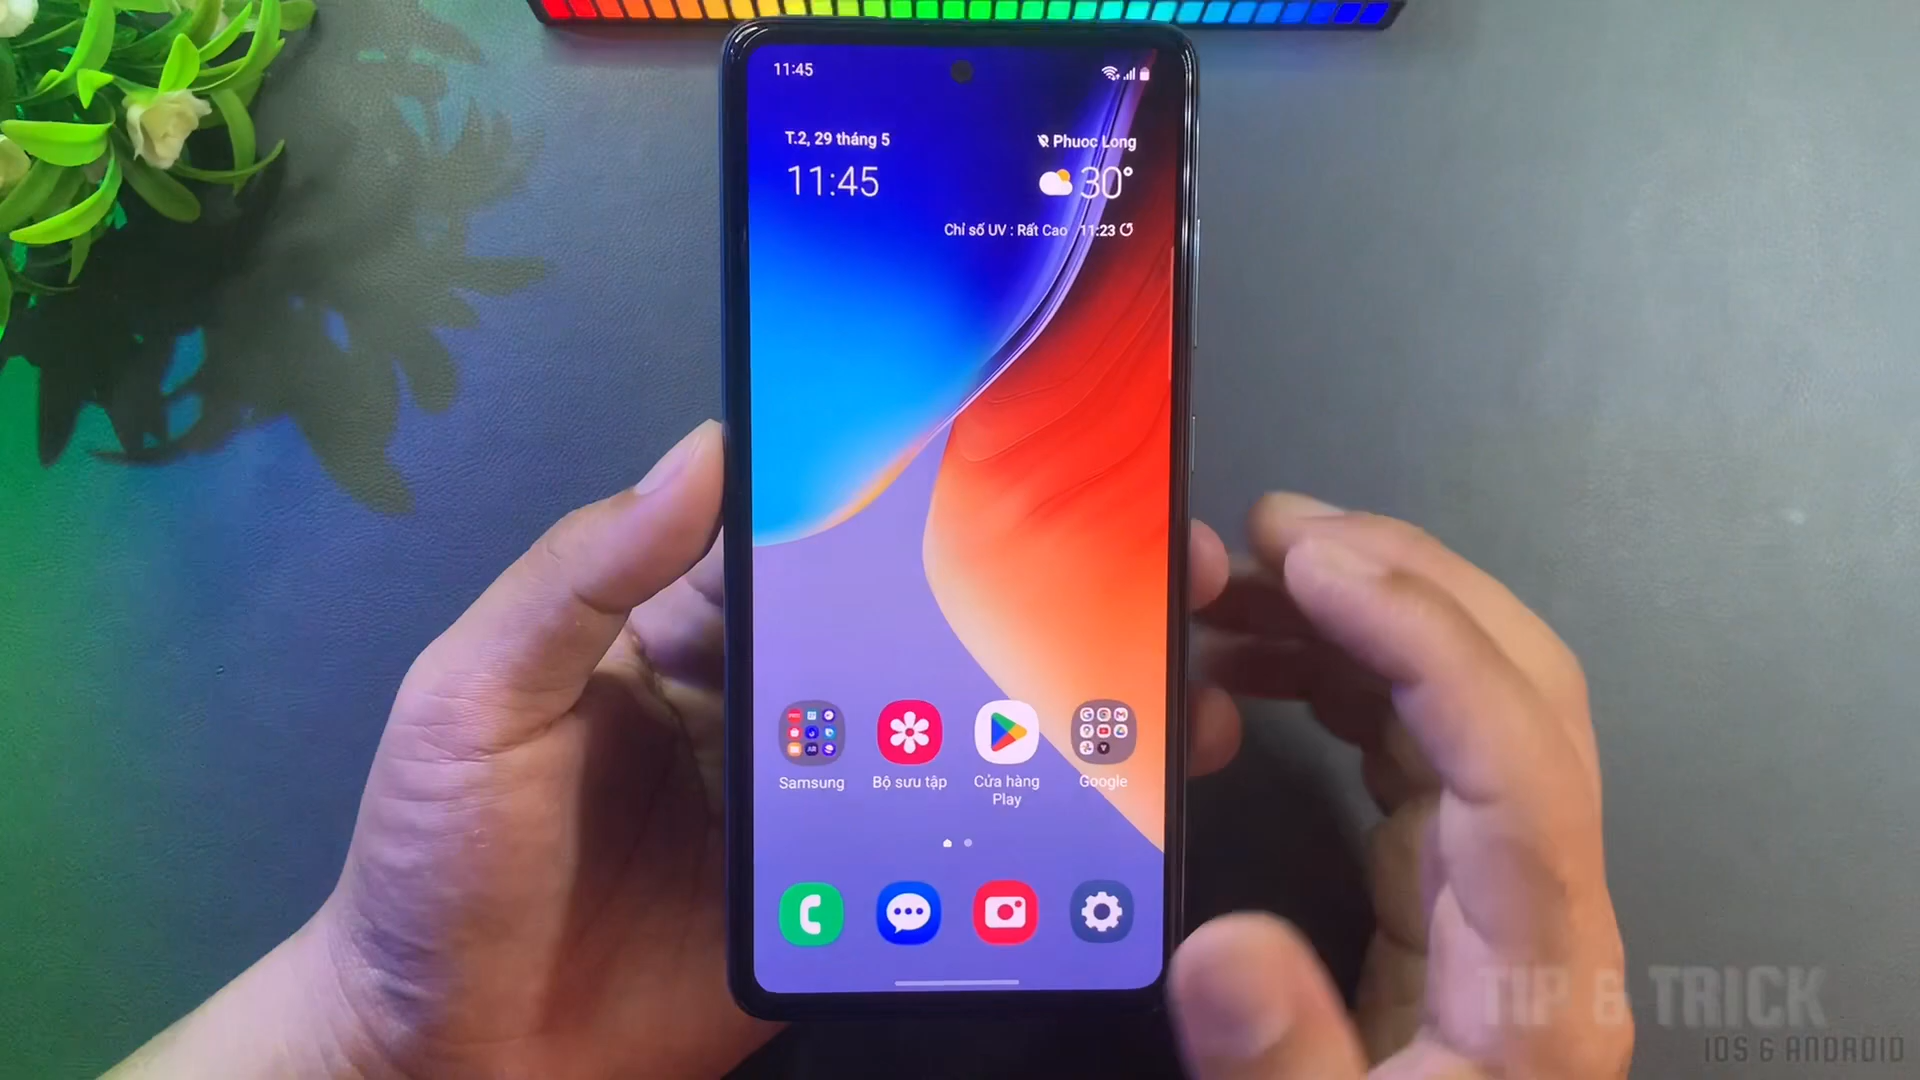 11:45
T.2, 29 tháng 5
Phuoc Long
11:45
30°
Chỉ số UV : Rất Cao 11:23
Samsung
Bộ sưu tập
Cửa hàng
Play
Google
TIP & TRICK
IOS & ANDROID